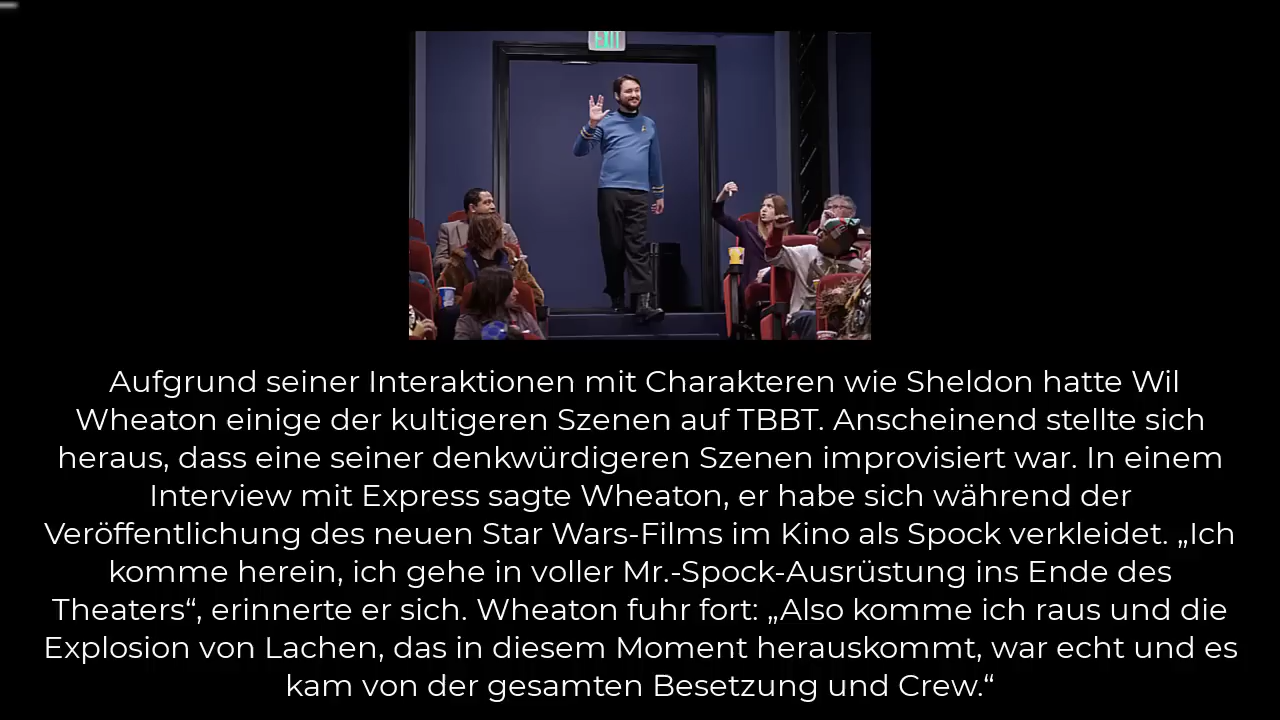 EXIT
Aufgrund seiner Interaktionen mit Charakteren wie Sheldon hatte Wil
Wheaton einige der kultigeren Szenen auf TBBT. Anscheinend stellte sich
heraus, dass eine seiner denkwürdigeren Szenen improvisiert war. In einem
Interview mit Express sagte Wheaton, er habe sich während der
Veröffentlichung des neuen Star Wars-Films im Kino als Spock verkleidet. „Ich
komme herein, ich gehe in voller Mr.-Spock-Ausrüstung ins Ende des
Theaters“, erinnerte er sich. Wheaton fuhr fort: „Also komme ich raus und die
Explosion von Lachen, das in diesem Moment herauskommt, war echt und es
kam von der gesamten Besetzung und Crew.“